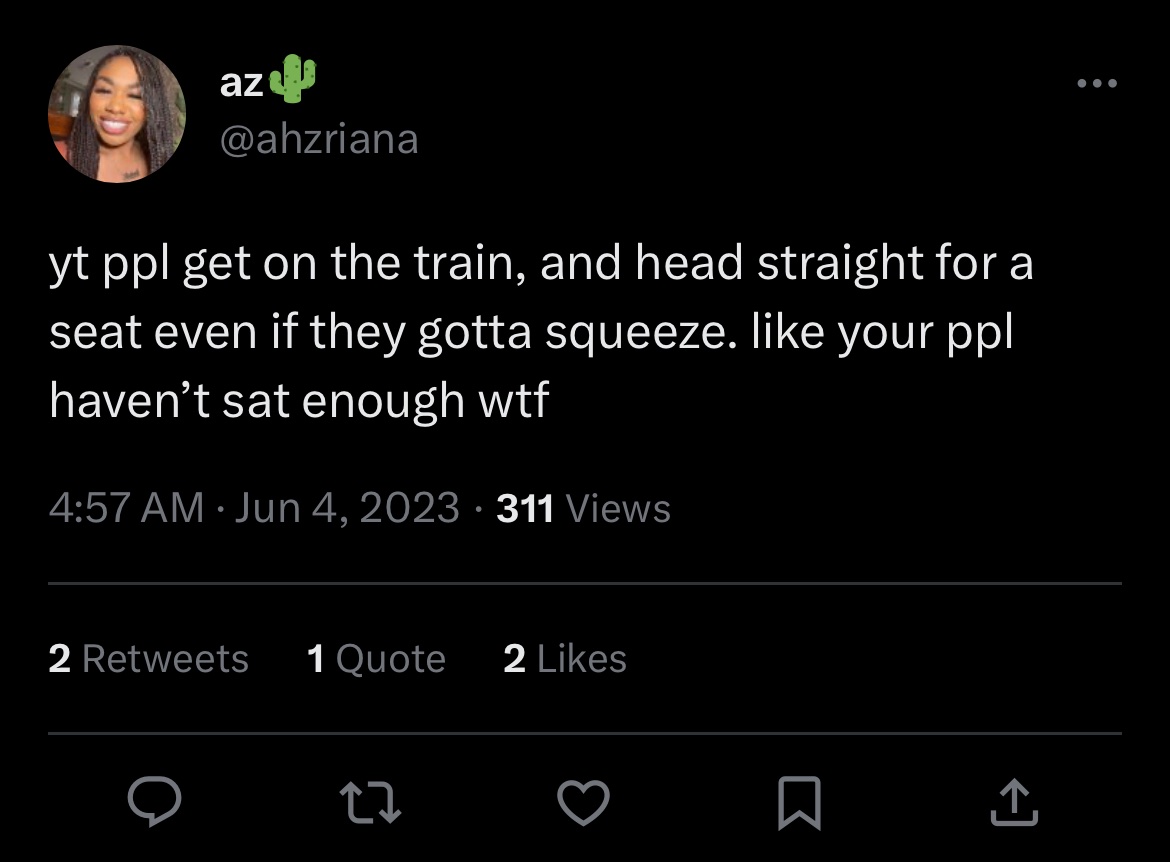 az🌵
@ahzriana
yt ppl get on the train, and head straight for a
seat even if they gotta squeeze. like your ppl
haven’t sat enough wtf
4:57 AM · Jun 4, 2023 · 311 Views
2 Retweets 1 Quote 2 Likes